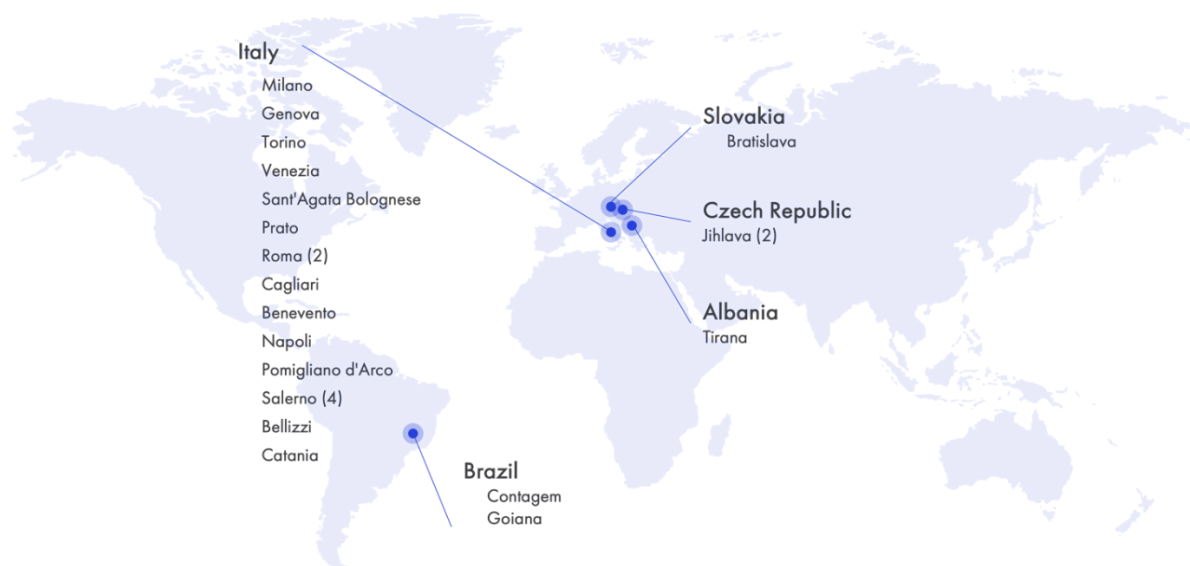 Italy
Milano
Genova
Torino
Venezia
Sant'Agata Bolognese
Prato
Roma (2)
Cagliari
Benevento
Napoli
Pomigliano d'Arco
Salerno (4)
Bellizzi
Catania
Brazil
Contagem
Goiana
Slovakia
Bratislava
Czech Republic
Jihlava (2)
Albania
Tirana